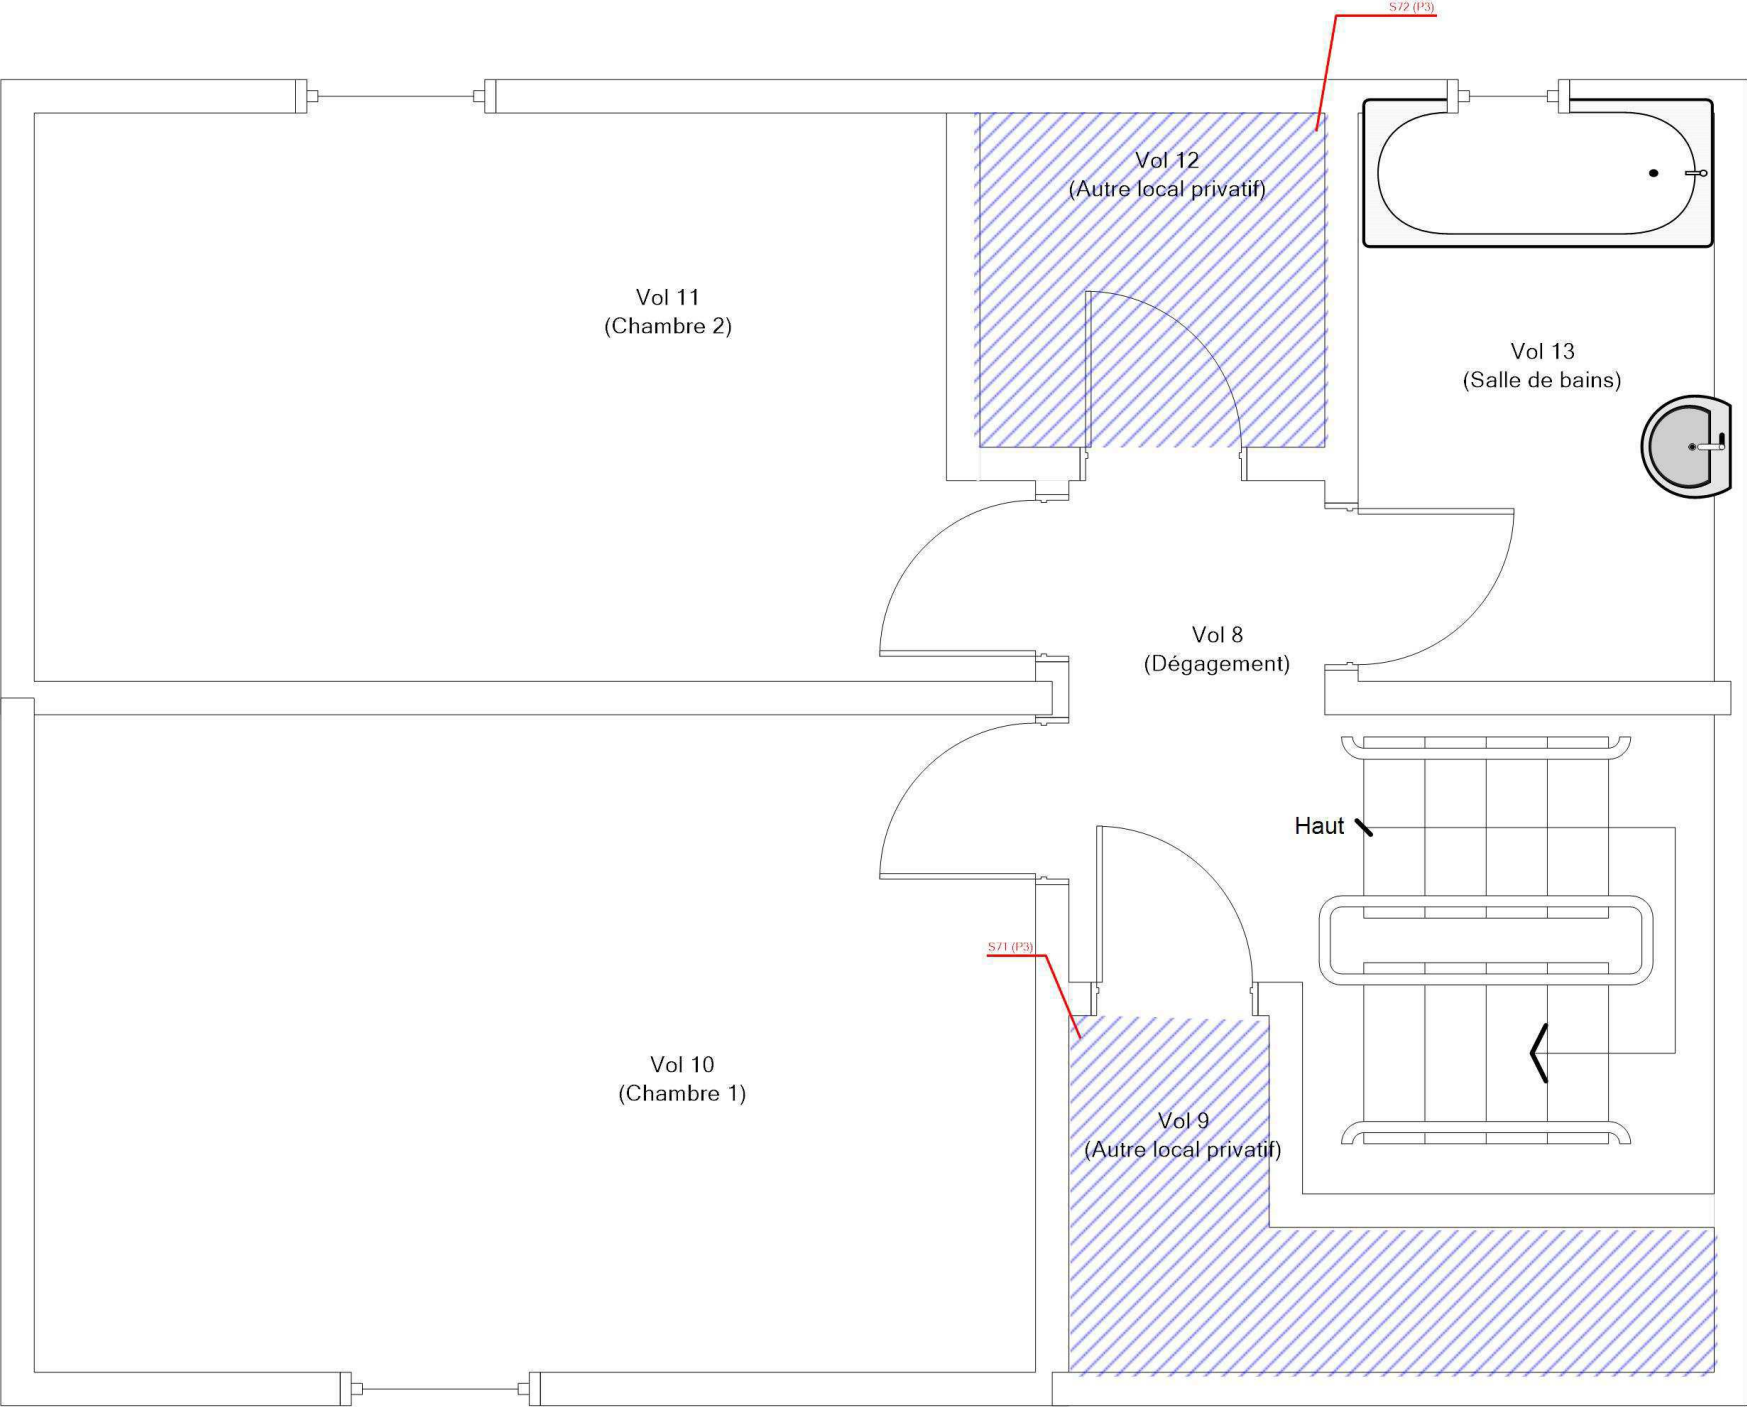 S72 (P3)
Vol 12
(Autre local privatif)
Vol 11
(Chambre 2)
Vol 13
(Salle de bains)
Vol 8
(Dégagement)
Haut
S71 (P3)
Vol 10
(Chambre 1)
Vol 9
(Autre local privatif)